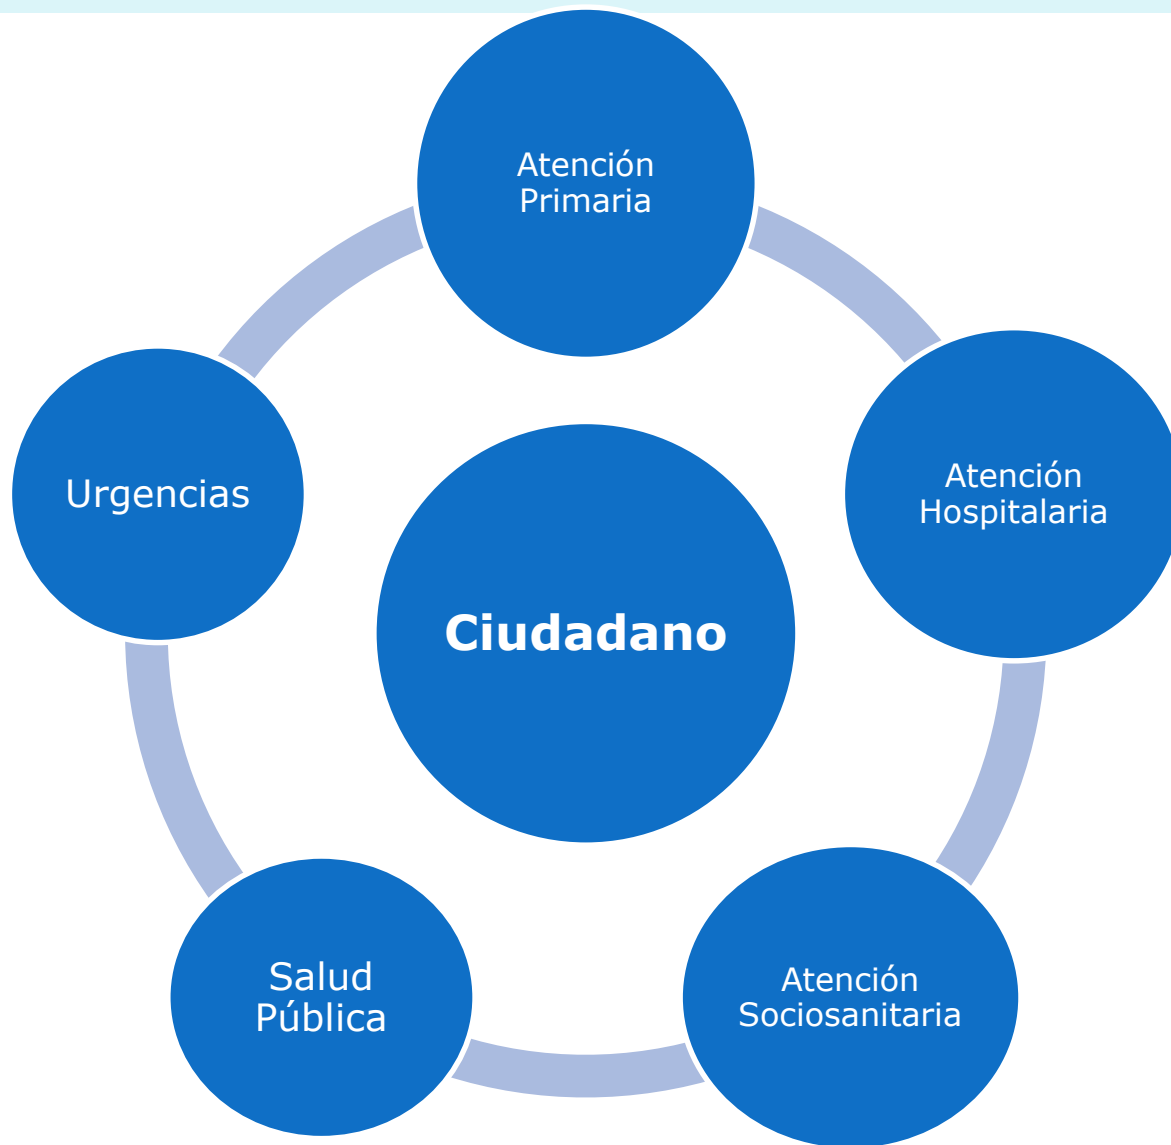 Atención
Primaria
Atención
Hospitalaria
Urgencias
Ciudadano
Salud
Pública
Atención
Sociosanitaria